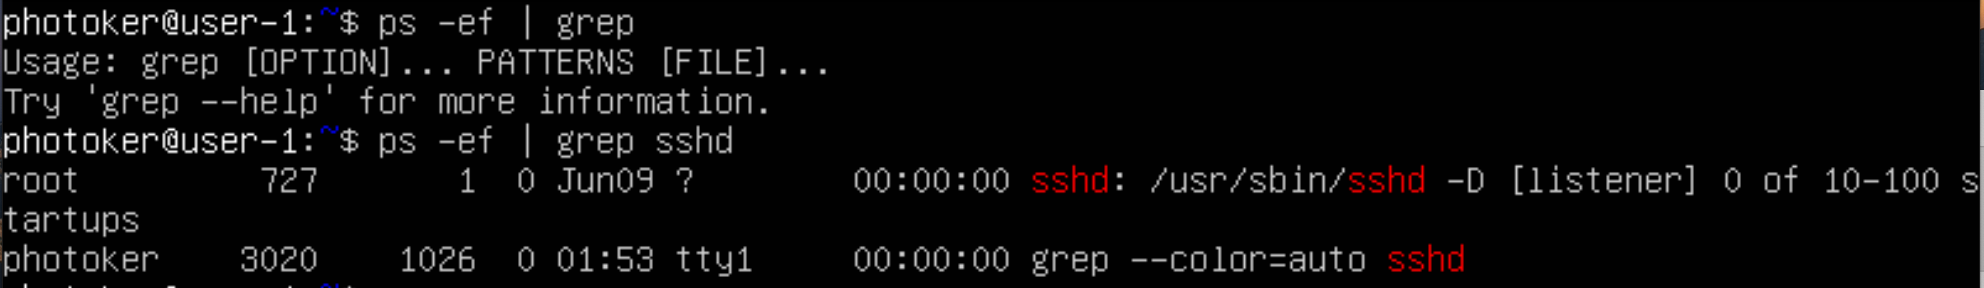 photoker@user-1:~$ ps -ef | grep
Usage: grep [OPTION]... PATTERNS [FILE]...
Try 'grep --help' for more information.
photoker@user-1:~$ ps -ef | grep sshd
root         727       1  0 Jun09 ?        00:00:00 sshd: /usr/sbin/sshd -D [listener] 0 of 10-100 s
tartups
photoker    3020    1026  0 01:53 tty1     00:00:00 grep --color=auto sshd